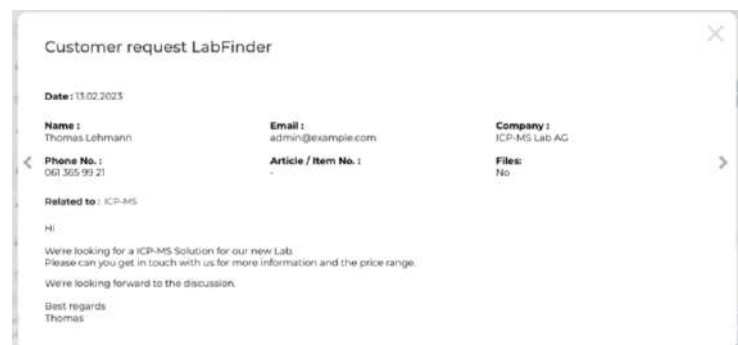 Customer request LabFinder
Date : 13.02.2023
Name : Email : Company :
Thomas Lehmann admin@example.com ICP-MS Lab AG
Phone No. : Article / Item No. : Files:
061 365 99 21 - No
Related to : ICP-MS
Hi
We're looking for a ICP-MS Solution for our new Lab.
Please can you get in touch with us for more information and the price range.
We're looking forward to the discussion.
Best regards
Thomas